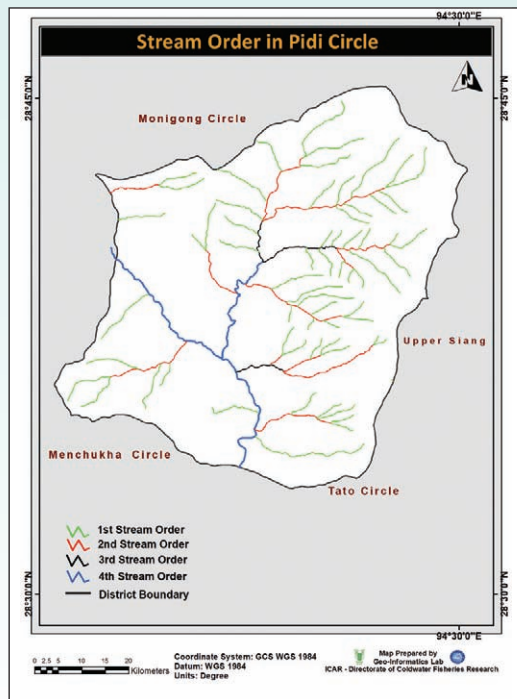 94°30'0"E
Stream Order in Pidi Circle
N
28°45'0"N
28°45'0"N
Monigong Circle
Upper Siang
Menchukha Circle
Tato Circle
1st Stream Order
2nd Stream Order
3rd Stream Order
4th Stream Order
District Boundary
28°30'0"N
28°30'0"N
94°30'0"E
0 2.5 5 10 15 20
Kilometers
Coordinate System: GCS WGS 1984
Datum: WGS 1984
Units: Degree
Map Prepared by
Geo-Informatics Lab
ICAR - Directorate of Coldwater Fisheries Research